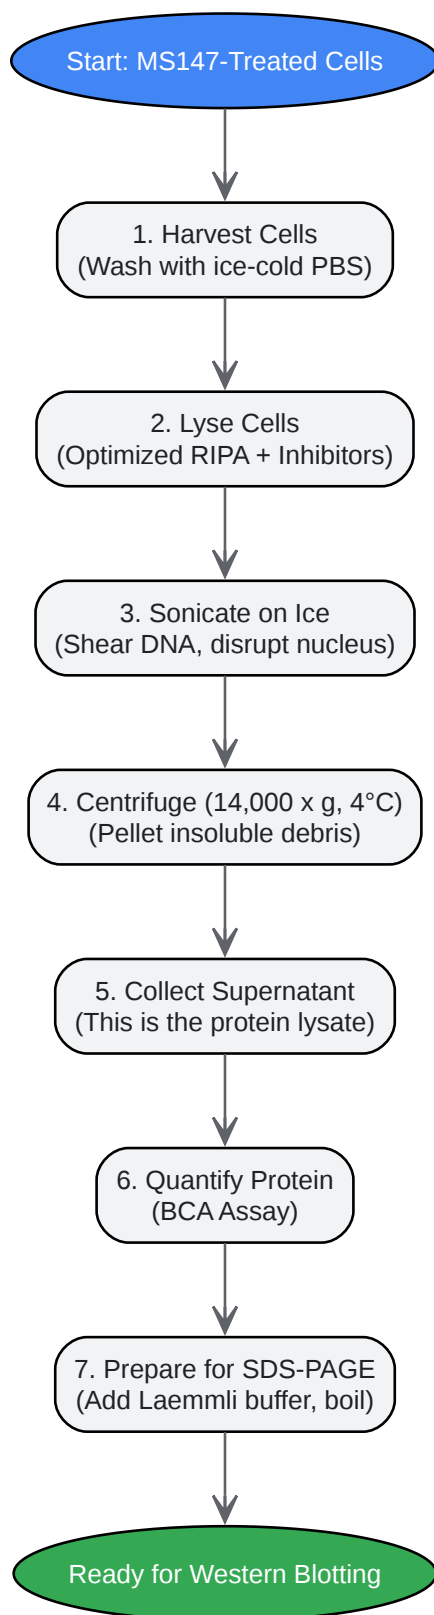 Start: MS147-Treated Cells
1. Harvest Cells
(Wash with ice-cold PBS)
2. Lyse Cells
(Optimized RIPA + Inhibitors)
3. Sonicate on Ice
(Shear DNA, disrupt nucleus)
4. Centrifuge (14,000 x g, 4°C)
(Pellet insoluble debris)
5. Collect Supernatant
(This is the protein lysate)
6. Quantify Protein
(BCA Assay)
7. Prepare for SDS-PAGE
(Add Laemmli buffer, boil)
Ready for Western Blotting